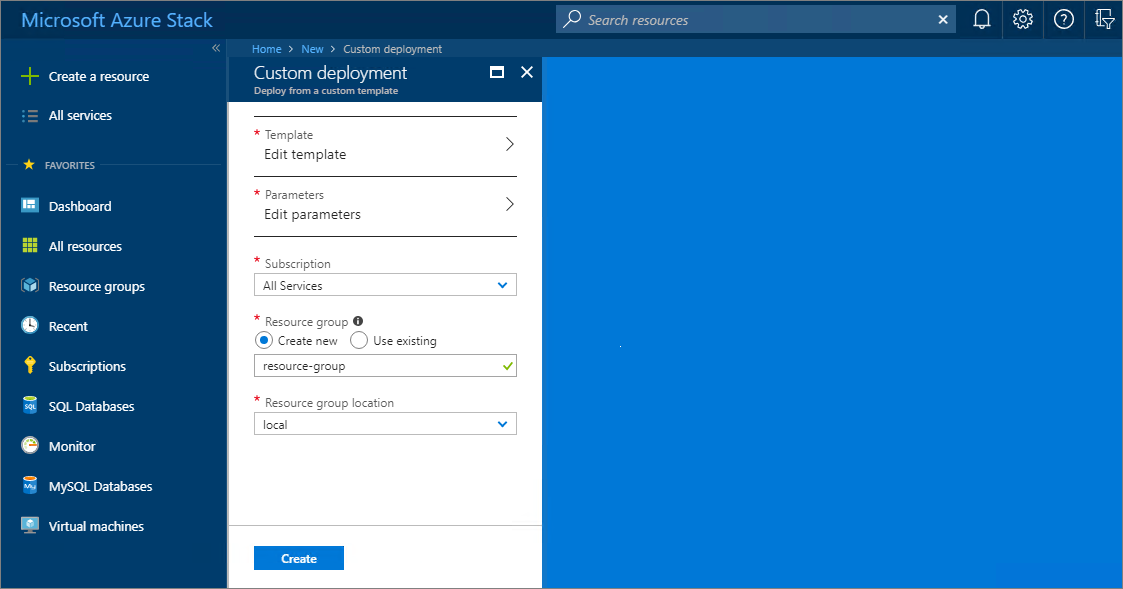 Microsoft Azure Stack
Search resources
Home > New > Custom deployment
Create a resource
All services
FAVORITES
Dashboard
All resources
Resource groups
Recent
Subscriptions
SQL Databases
Monitor
MySQL Databases
Virtual machines
Custom deployment
Deploy from a custom template
* Template
Edit template
* Parameters
Edit parameters
* Subscription
All Services
* Resource group
Create new Use existing
resource-group
* Resource group location
local
Create